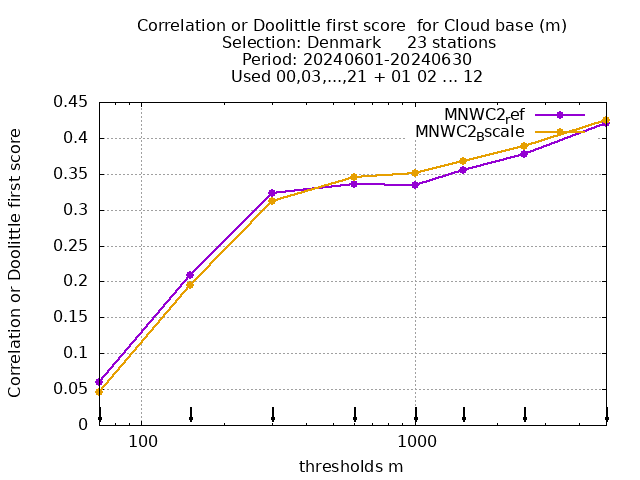 Correlation or Doolittle first score  for Cloud base (m)
Selection: Denmark     23 stations
Period: 20240601-20240630
Used 00,03,...,21 + 01 02 ... 12
Correlation or Doolittle first score
0.45
0.4
0.35
0.3
0.25
0.2
0.15
0.1
0.05
0
MNWC2ref
MNWC2Bscale
100
1000
thresholds m